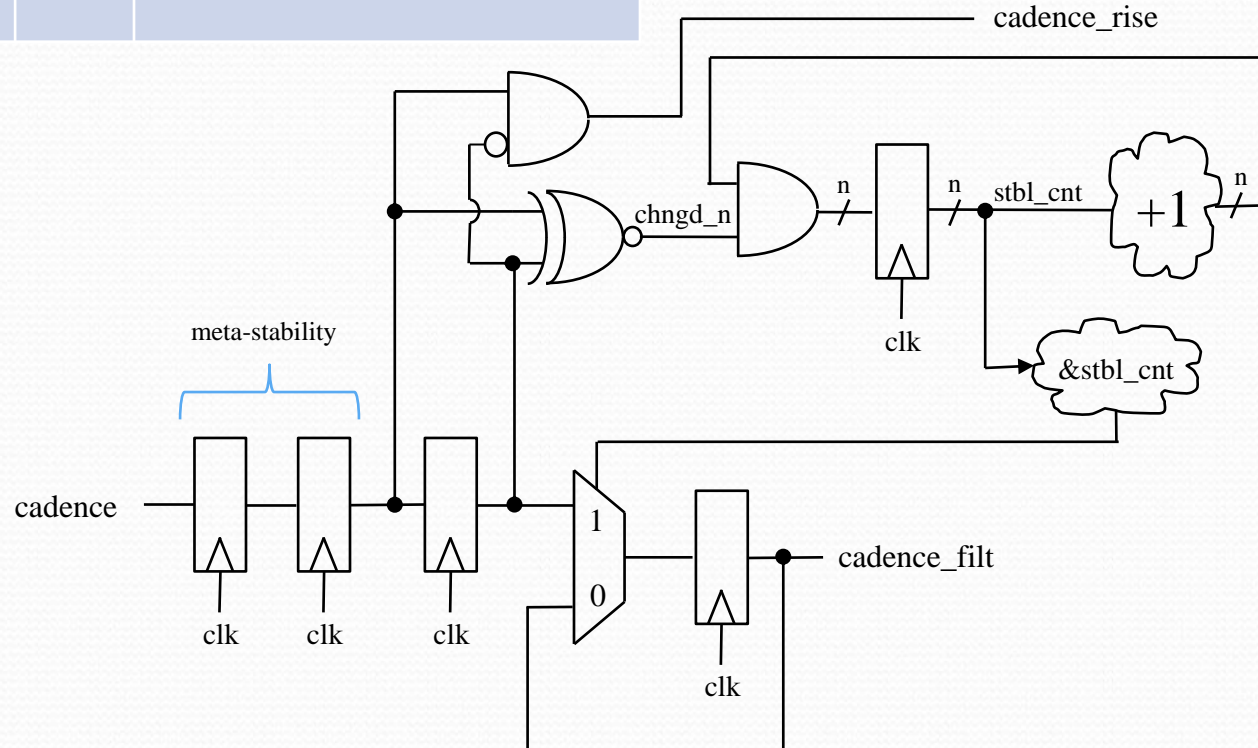 cadence_rise
n
n
stbl_cnt
+1
n
chngd_n
clk
meta-stability
&stbl_cnt
cadence
1
0
cadence_filt
clk
clk
clk
clk